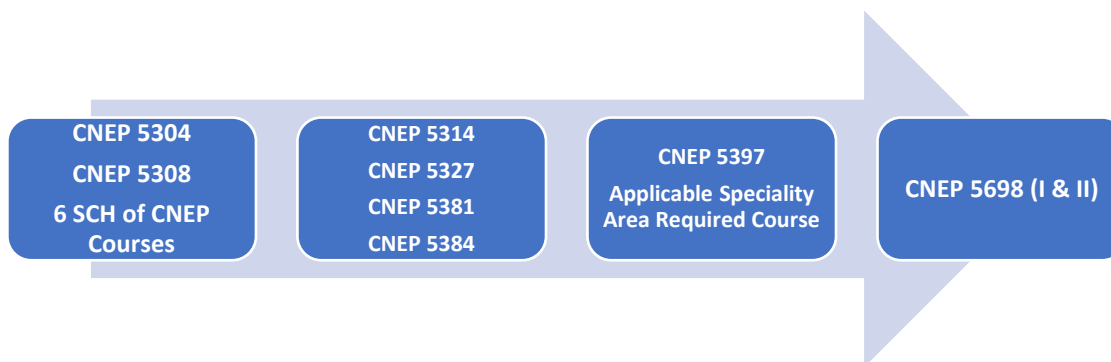 CNEP 5304
CNEP 5308
6 SCH of CNEP
Courses
CNEP 5314
CNEP 5327
CNEP 5381
CNEP 5384
CNEP 5397
Applicable Speciality
Area Required Course
CNEP 5698 (I & II)